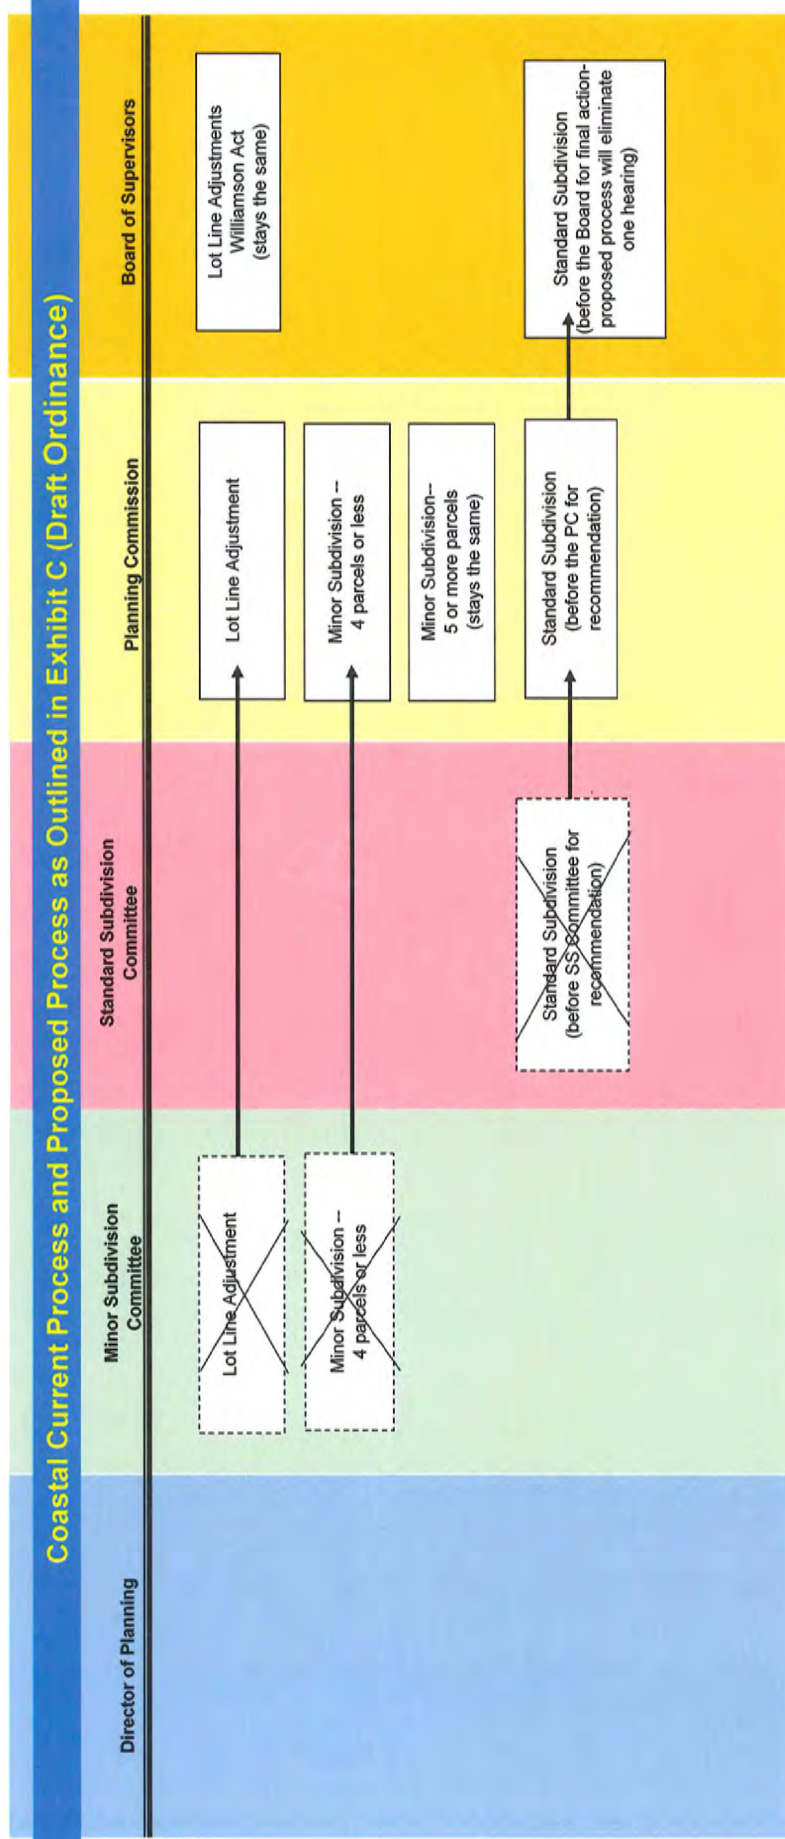 Coastal Current Process and Proposed Process as Outlined in Exhibit C (Draft Ordinance)
Director of Planning
Minor Subdivision
Committee
Standard Subdivision
Committee
Planning Commission
Board of Supervisors
Lot Line Adjustment
Lot Line Adjustment
Lot Line Adjustments
Williamson Act
(stays the same)
Minor Subdivision --
4 parcels or less
Minor Subdivision --
4 parcels or less
Minor Subdivision--
5 or more parcels
(stays the same)
Standard Subdivision
(before SS Committee for
recommendation)
Standard Subdivision
(before the PC for
recommendation)
Standard Subdivision
(before the Board for final action-
proposed process will eliminate
one hearing)